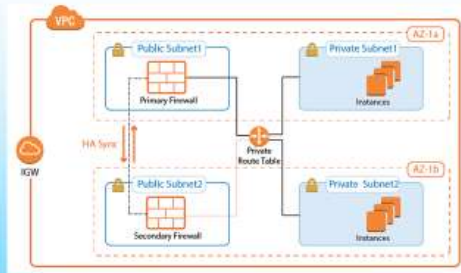 VPC
AZ-1a
Public Subnet1
Private Subnet1
Primary Firewall
Instances
HA Sync
Private
Route Table
IGW
AZ-1b
Public Subnet2
Private Subnet2
Secondary Firewall
Instances